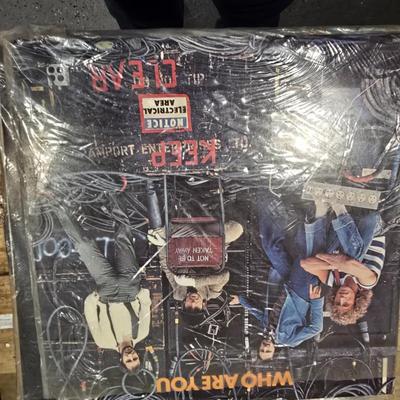 WHO ARE YOU
NOT TO BE
TAKEN AWAY
KEEP
NOTICE
ELECTRICAL
AREA
CLEAR